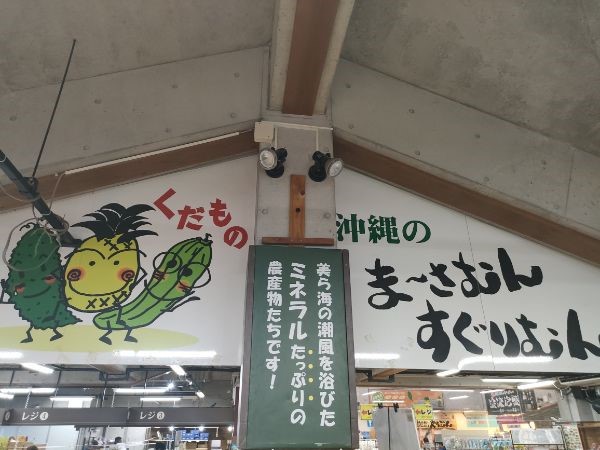 くだもの
沖縄の
ま〜さむん
すぐりむん
美ら海の潮風を浴びた
ミネラルたっぷりの
農産物たちです！
レジ4
レジ3